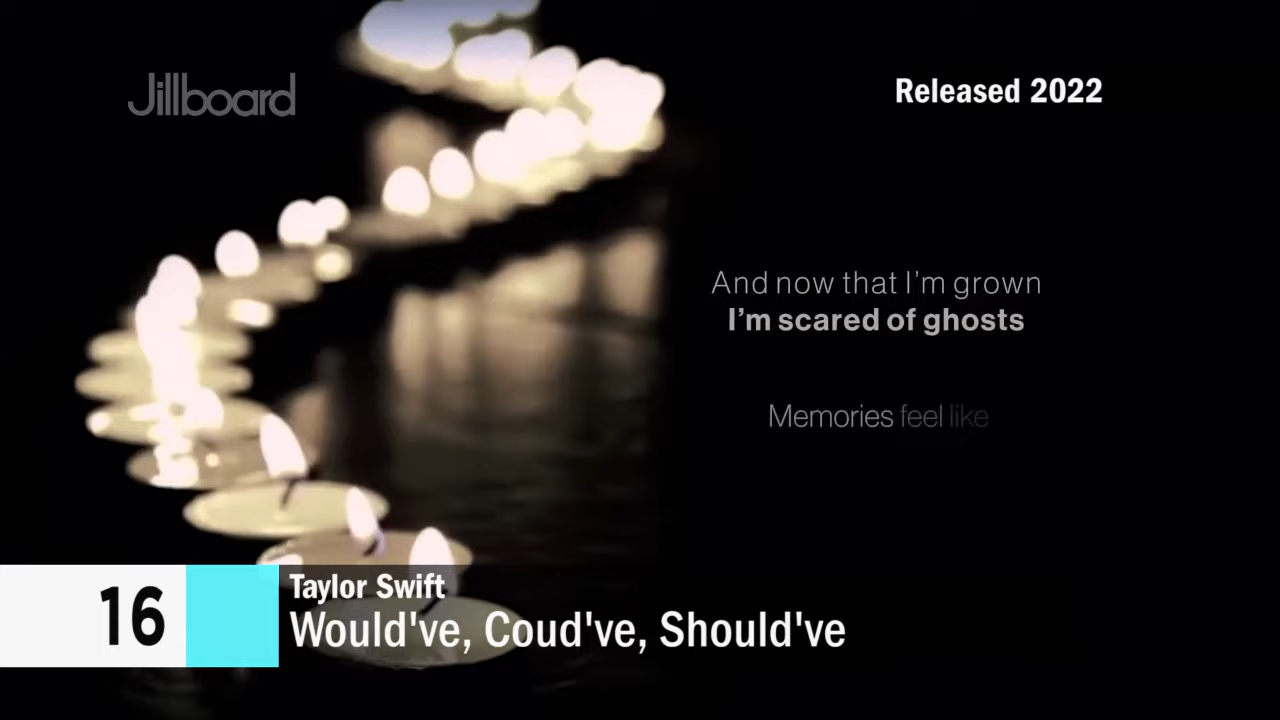 Jillboard
Released 2022
And now that I'm grown
I'm scared of ghosts
Memories feel like
16
Taylor Swift
Would've, Coud've, Should've